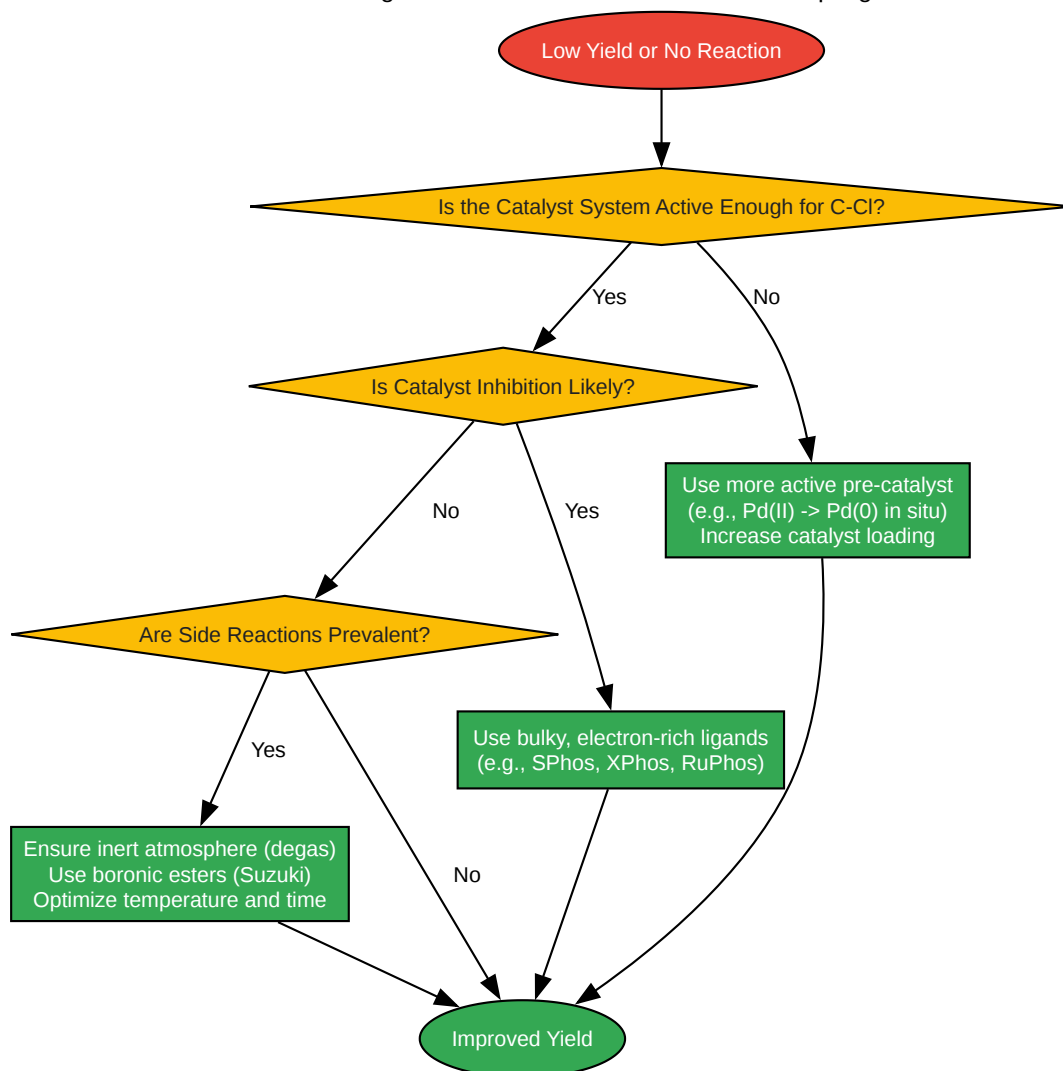 Low Yield or No Reaction
Is the Catalyst System Active Enough for C-Cl?
Yes
No
Is Catalyst Inhibition Likely?
Use more active pre-catalyst
(e.g., Pd(II) -> Pd(0) in situ)
Increase catalyst loading
No
Yes
Are Side Reactions Prevalent?
Use bulky, electron-rich ligands
(e.g., SPhos, XPhos, RuPhos)
Yes
Ensure inert atmosphere (degas)
Use boronic esters (Suzuki)
Optimize temperature and time
No
Improved Yield